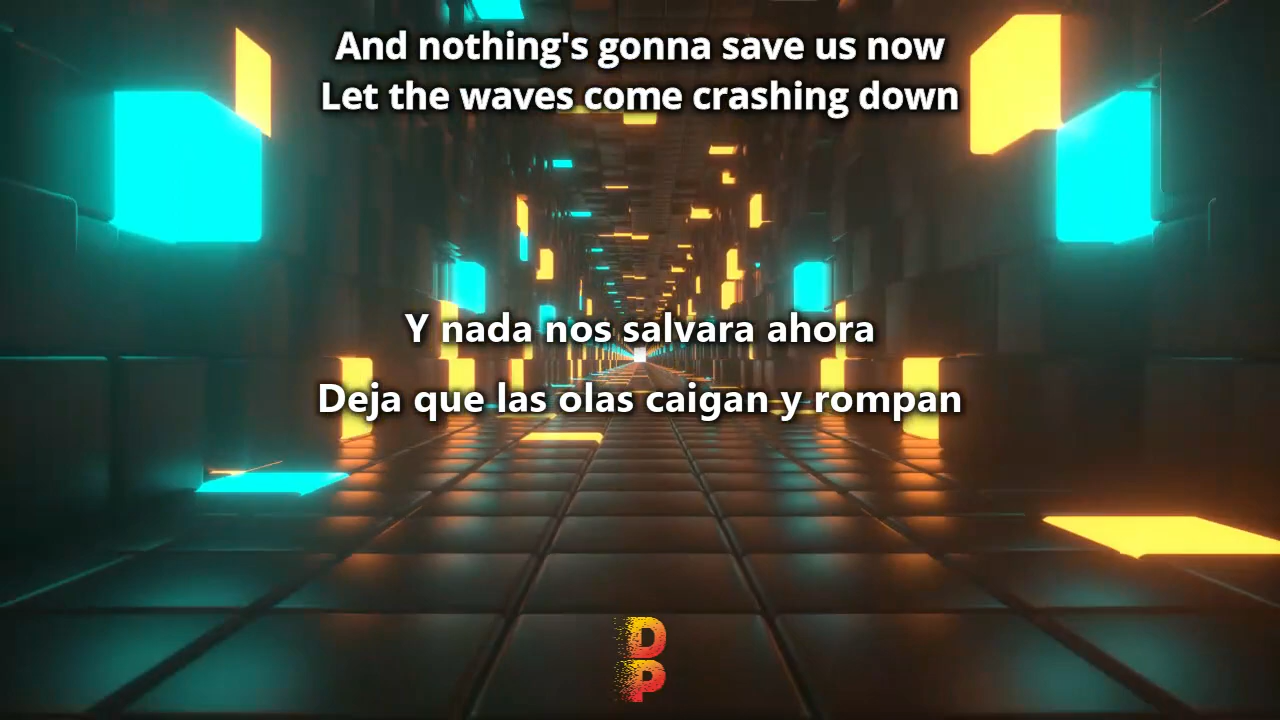 And nothing's gonna save us now
Let the waves come crashing down
Y nada nos salvara ahora
Deja que las olas caigan y rompan
D
P